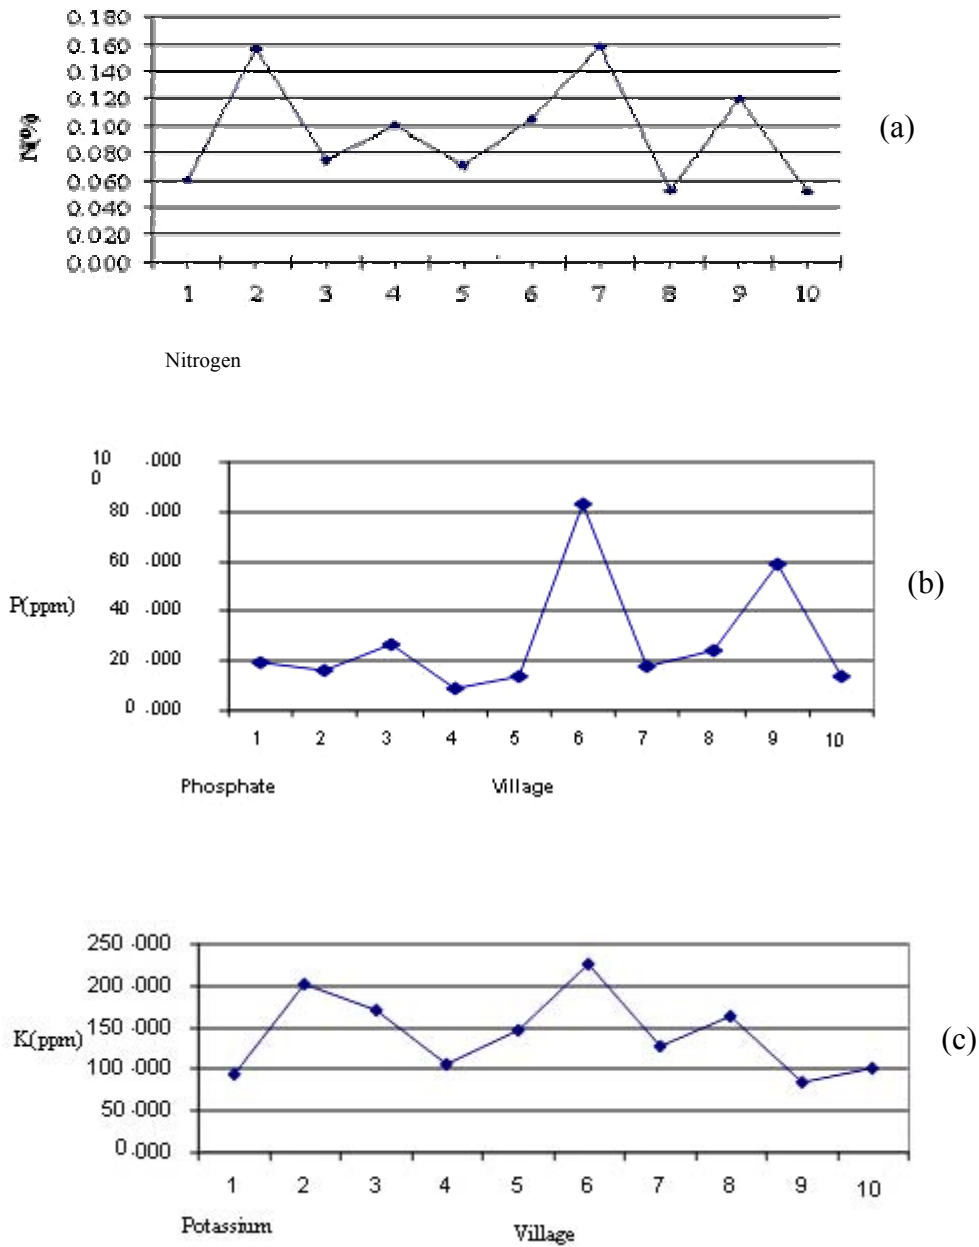 0.180
0.160
0.140
0.120
0.100
0.080
0.060
0.040
0.020
0.000
N(%)
(a)
1 2 3 4 5 6 7 8 9 10
Nitrogen
10
0 .000
80 .000
60 .000
40 .000
20 .000
0 .000
P(ppm)
(b)
1 2 3 4 5 6 7 8 9 10
Phosphate Village
250 .000
200 .000
150 .000
100 .000
50 .000
0 .000
K(ppm)
(c)
1 2 3 4 5 6 7 8 9 10
Potassium Village